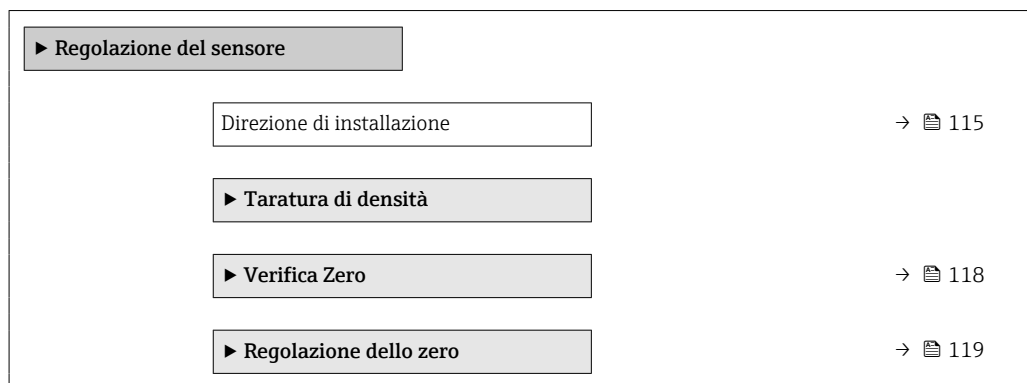 ▶ Regolazione del sensore
Direzione di installazione → 115
▶ Taratura di densità
▶ Verifica Zero → 118
▶ Regolazione dello zero → 119